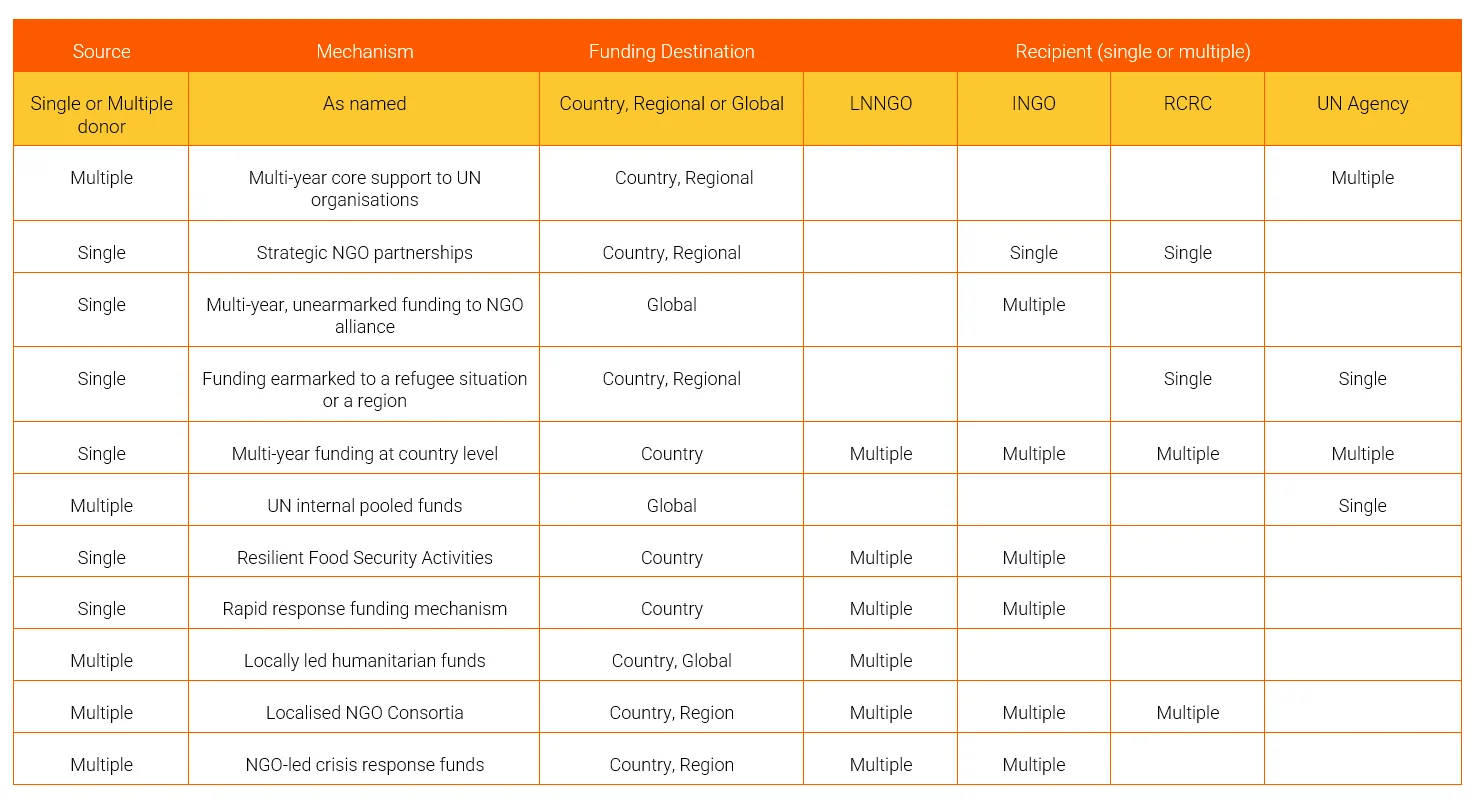 Source Mechanism Funding Destination Recipient (single or multiple)
Single or Multiple As named Country, Regional or Global LNNGO INGO RCRC UN Agency
donor
Multiple Multi-year core support to UN Country, Regional Multiple
organisations
Single Strategic NGO partnerships Country, Regional Single Single
Single Multi-year, unearmarked funding to NGO Global Multiple
alliance
Single Funding earmarked to a refugee situation Country, Regional Single Single
or a region
Single Multi-year funding at country level Country Multiple Multiple Multiple Multiple
Multiple UN internal pooled funds Global Single
Single Resilient Food Security Activities Country Multiple Multiple
Single Rapid response funding mechanism Country Multiple Multiple
Multiple Locally led humanitarian funds Country, Global Multiple
Multiple Localised NGO Consortia Country, Region Multiple Multiple Multiple
Multiple NGO-led crisis response funds Country, Region Multiple Multiple